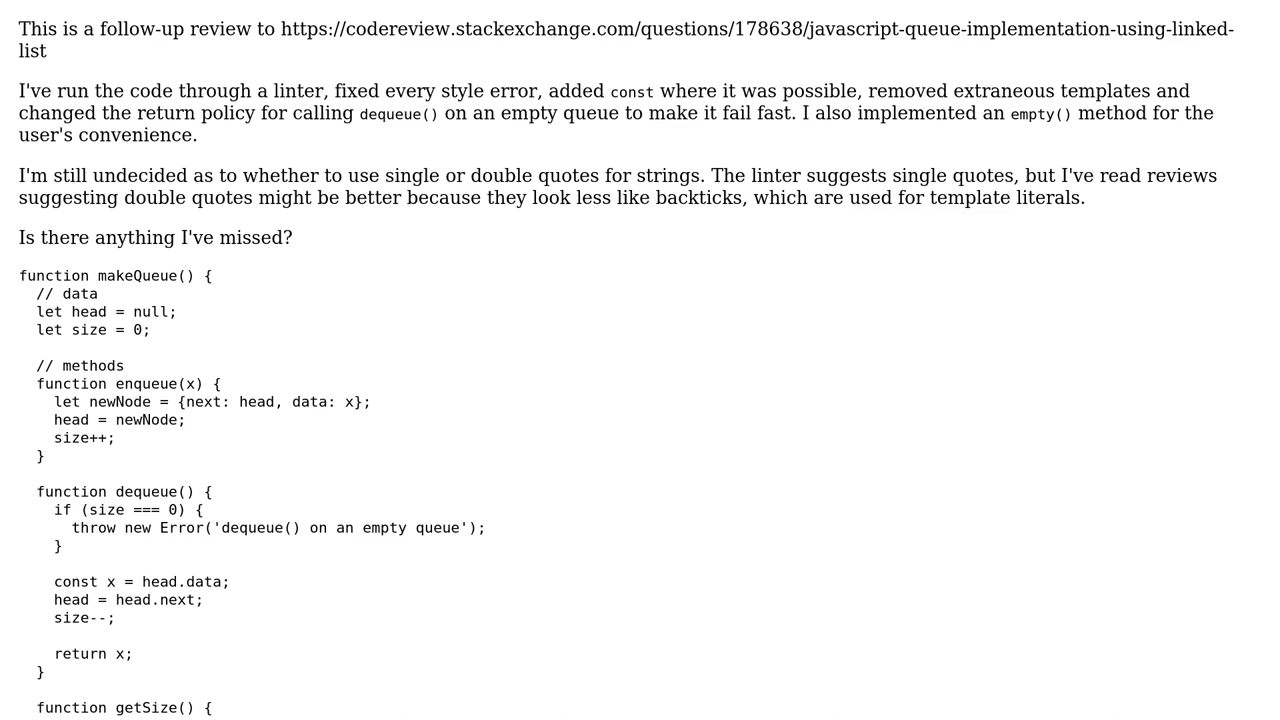 This is a follow-up review to https://codereview.stackexchange.com/questions/178638/javascript-queue-implementation-using-linked-
list
I've run the code through a linter, fixed every style error, added const where it was possible, removed extraneous templates and
changed the return policy for calling dequeue() on an empty queue to make it fail fast. I also implemented an empty() method for the
user's convenience.
I'm still undecided as to whether to use single or double quotes for strings. The linter suggests single quotes, but I've read reviews
suggesting double quotes might be better because they look less like backticks, which are used for template literals.
Is there anything I've missed?
function makeQueue() {
  // data
  let head = null;
  let size = 0;
  // methods
  function enqueue(x) {
    let newNode = {next: head, data: x};
    head = newNode;
    size++;
  }
  function dequeue() {
    if (size === 0) {
      throw new Error('dequeue() on an empty queue');
    }
    const x = head.data;
    head = head.next;
    size--;
    return x;
  }
  function getSize() {